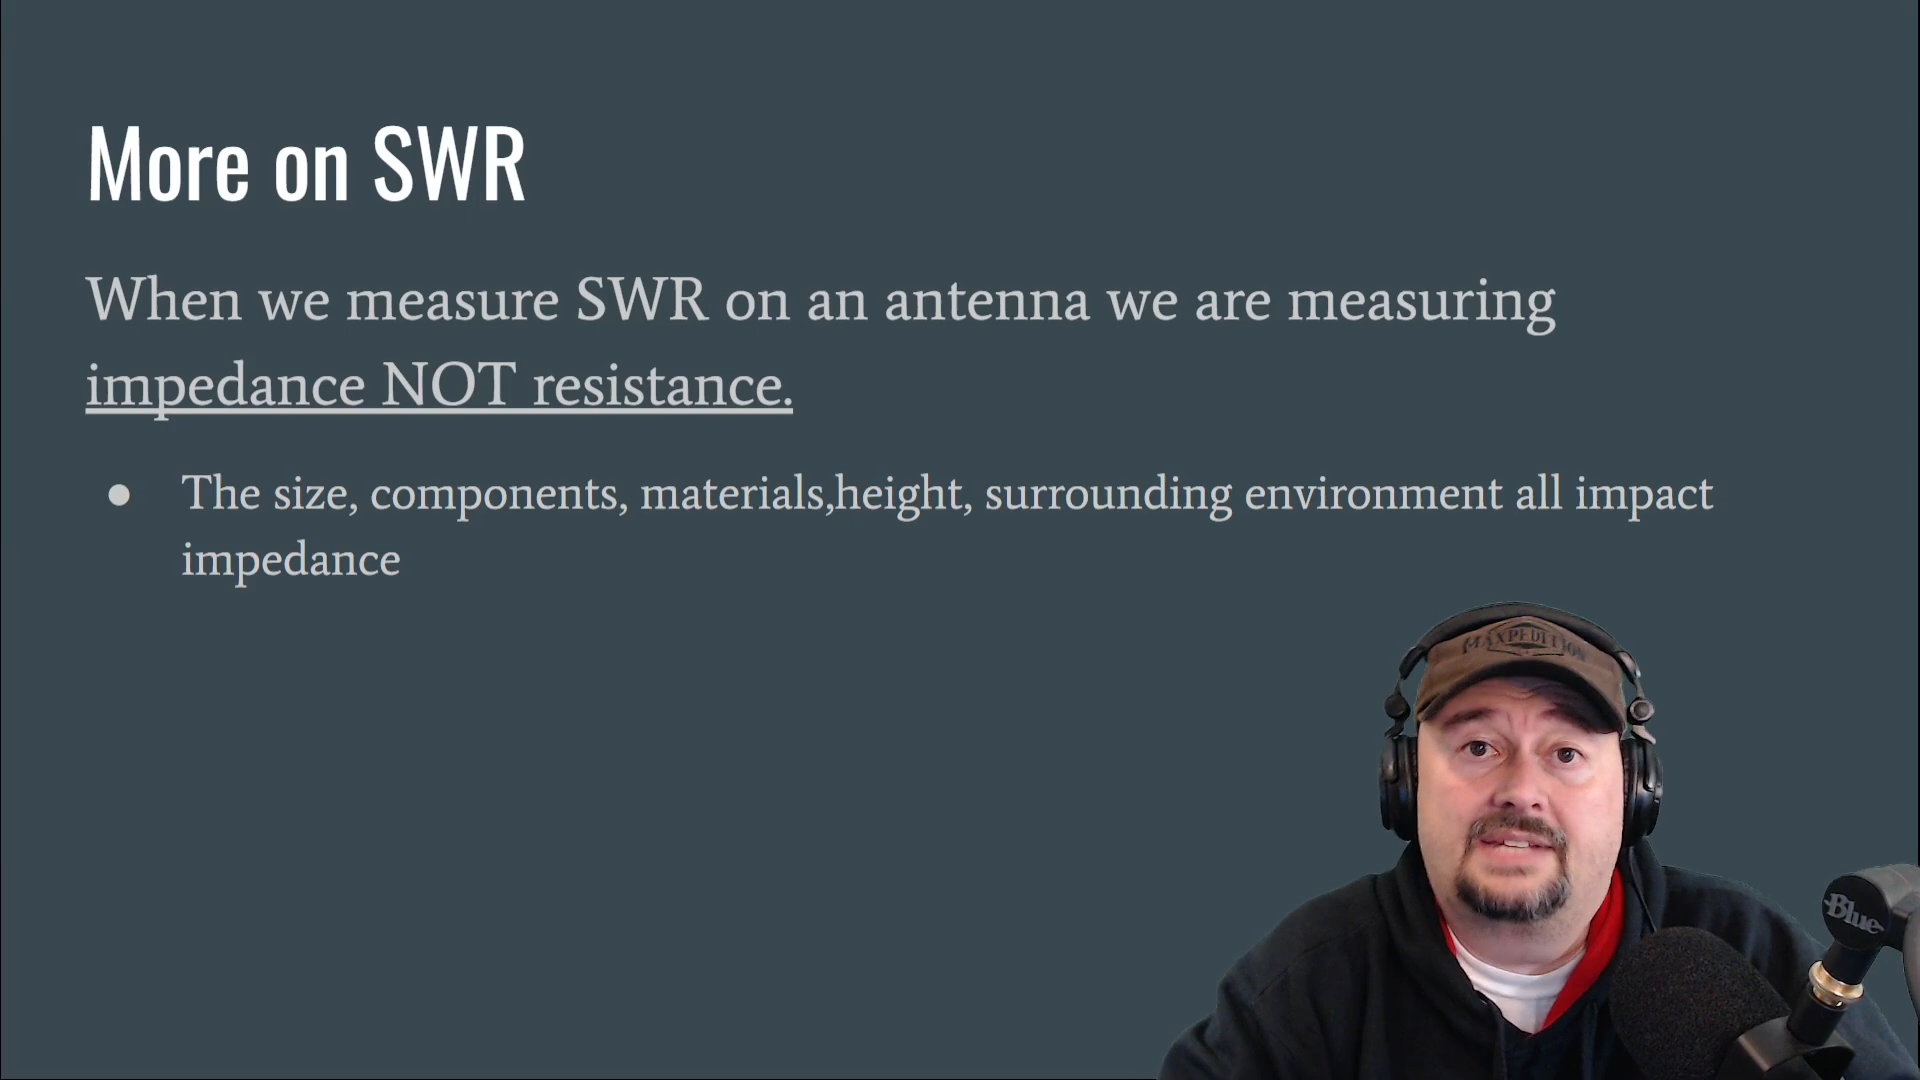 More on SWR
When we measure SWR on an antenna we are measuring
impedance NOT resistance.
● The size, components, materials,height, surrounding environment all impact
impedance
MAXPEDITION
Blue